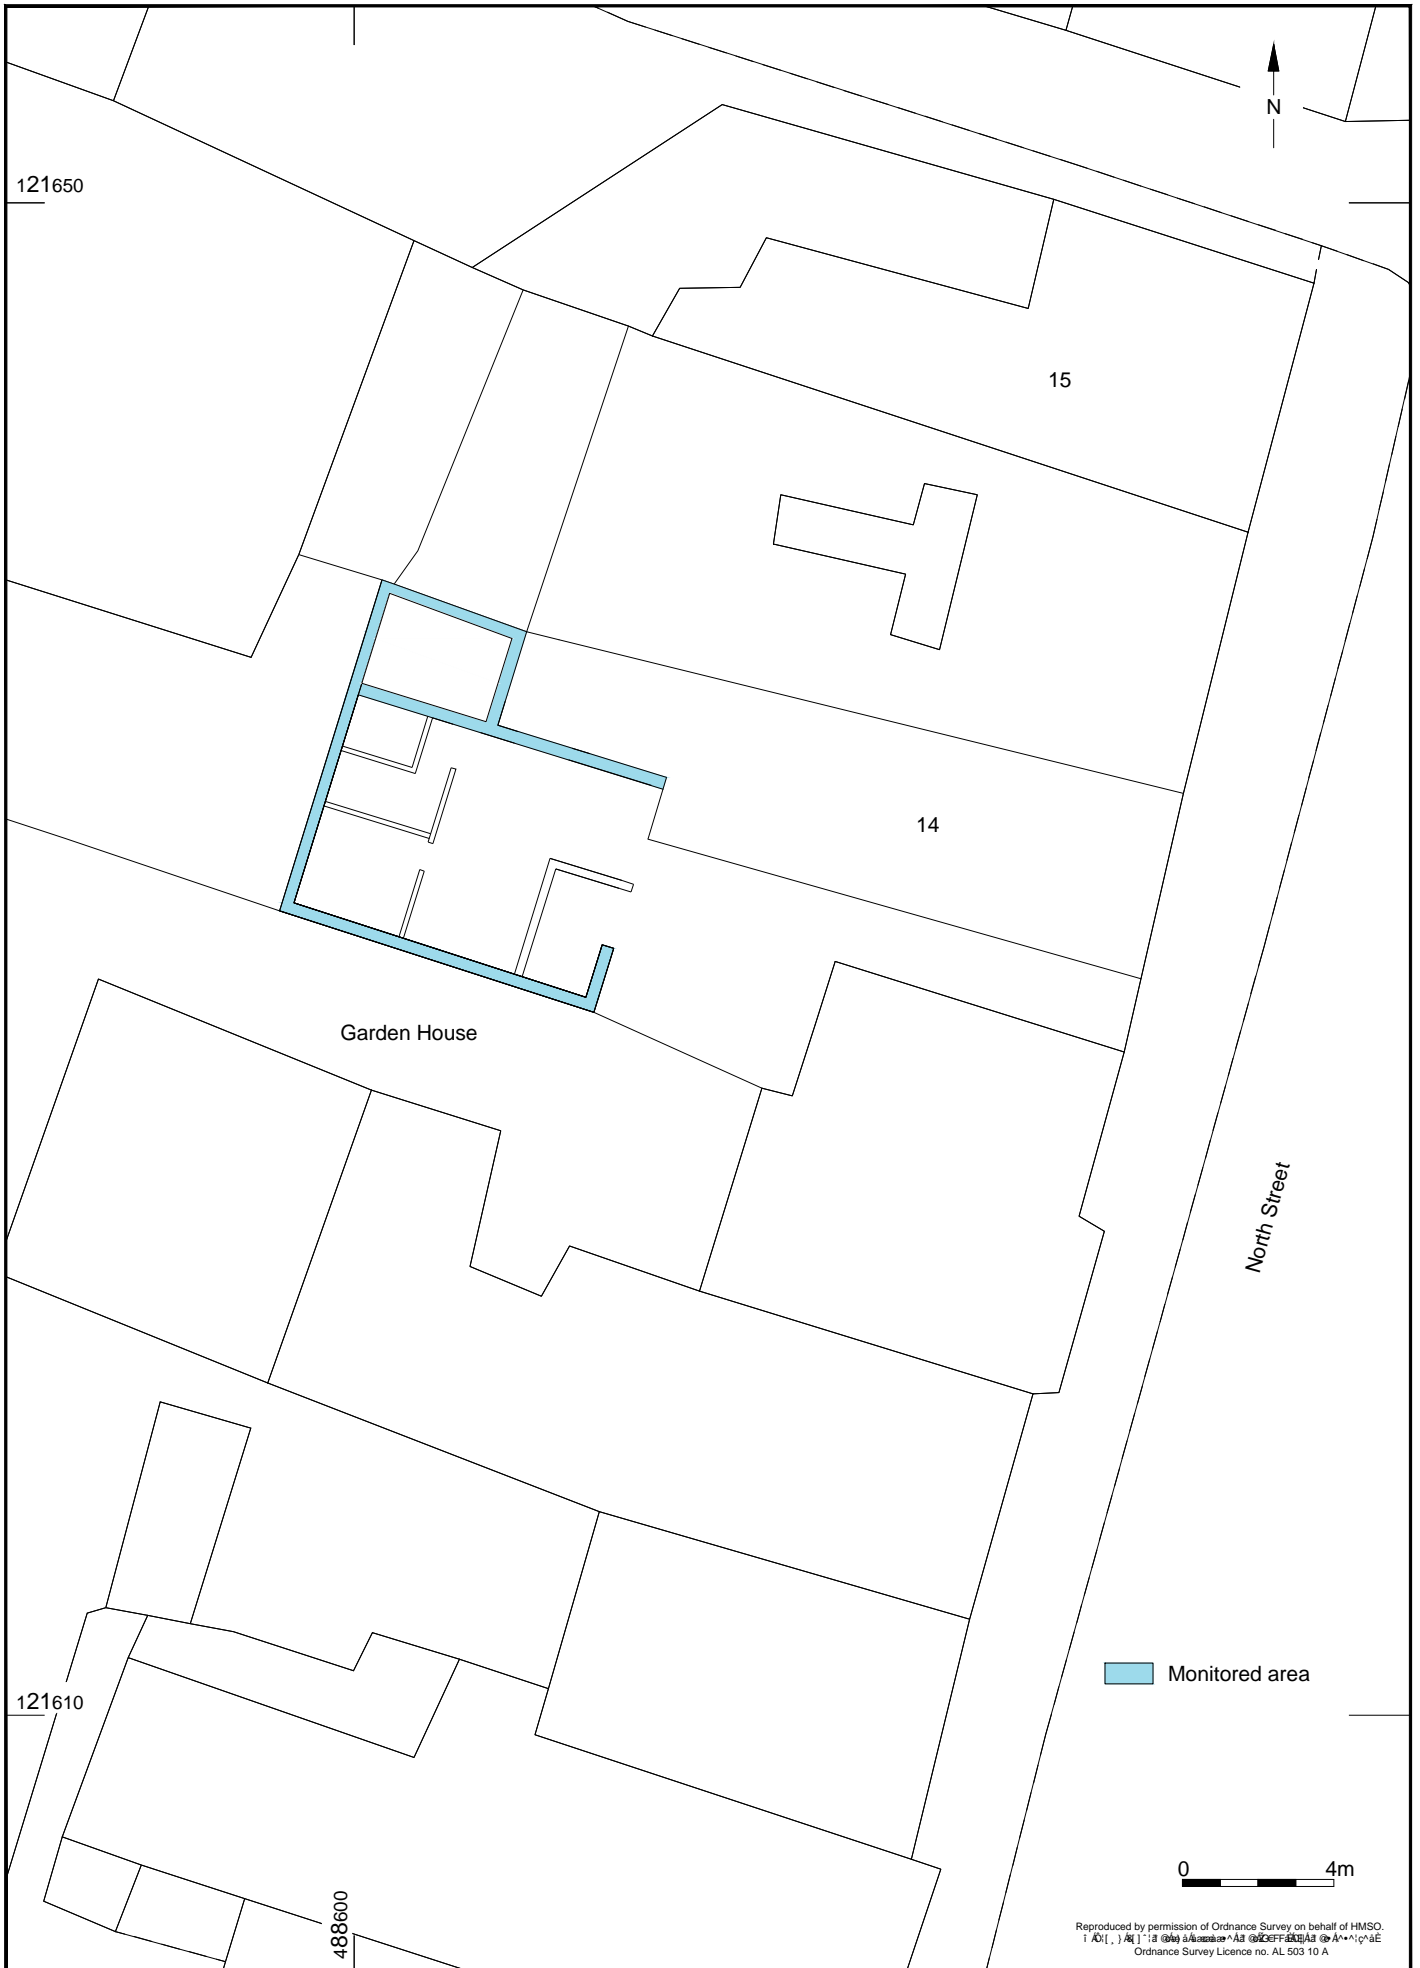 N
121650
15
14
Garden House
North Street
Monitored area
121610
488600
0 4m
Reproduced by permission of Ordnance Survey on behalf of HMSO.
Ordnance Survey Licence no. AL 503 10 A